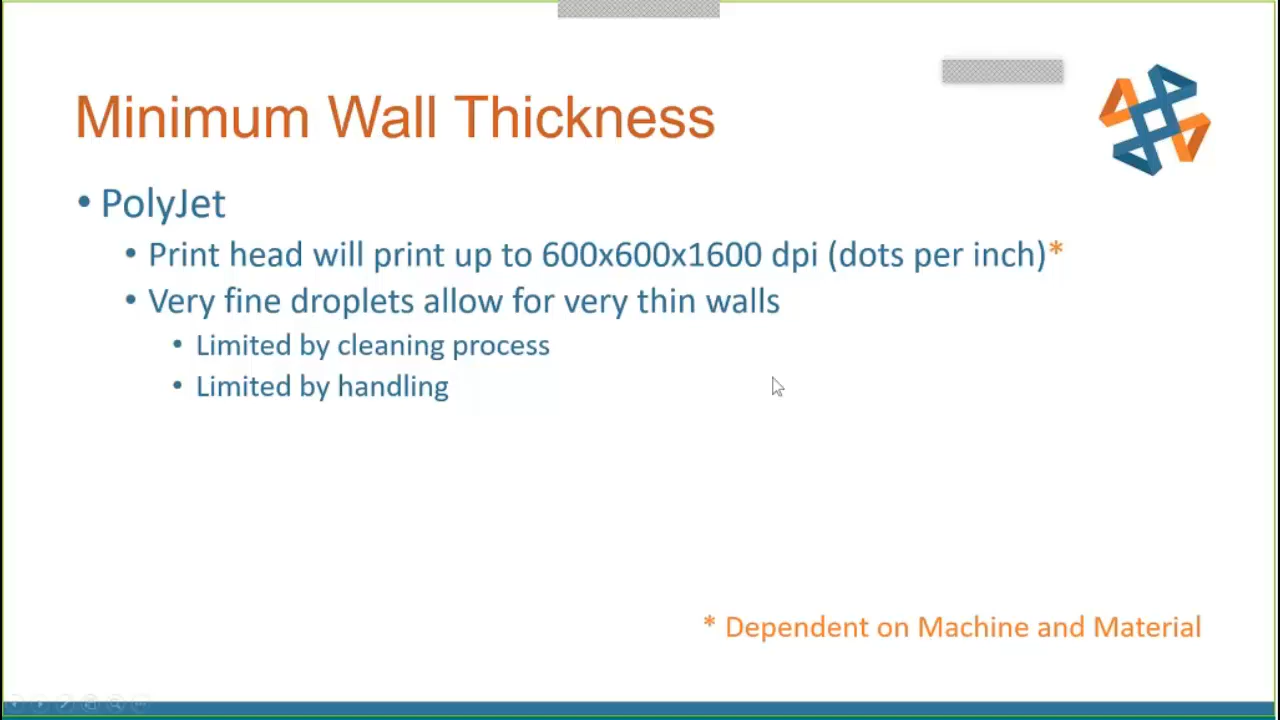 Minimum Wall Thickness
• PolyJet
• Print head will print up to 600x600x1600 dpi (dots per inch)*
• Very fine droplets allow for very thin walls
• Limited by cleaning process
• Limited by handling
* Dependent on Machine and Material